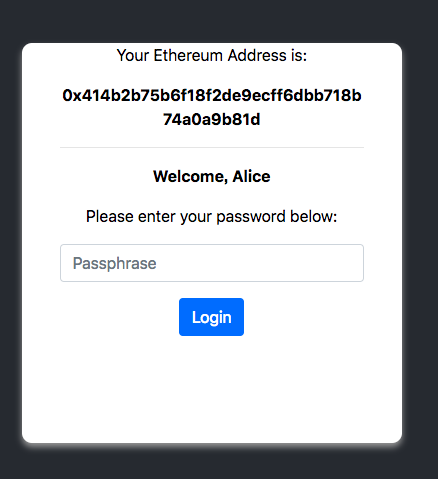 Your Ethereum Address is:
0x414b2b75b6f18f2de9ecff6dbb718b
74a0a9b81d
Welcome, Alice
Please enter your password below:
Passphrase
Login